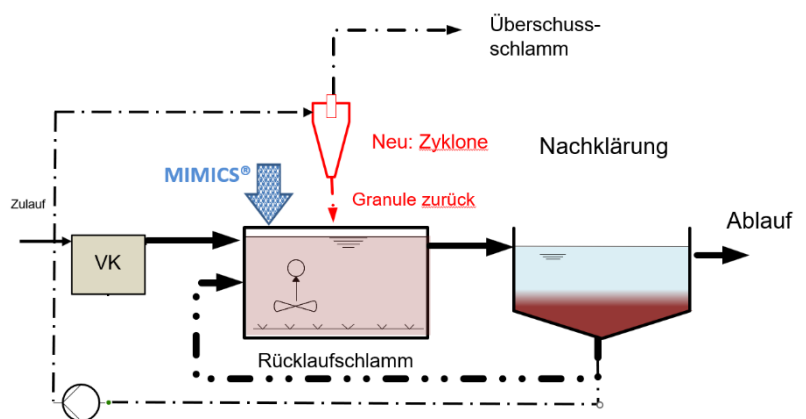 Überschuss-
schlamm
Neu: Zyklone
Nachklärung
MIMICS®
Granule zurück
Zulauf
Ablauf
VK
Rücklaufschlamm